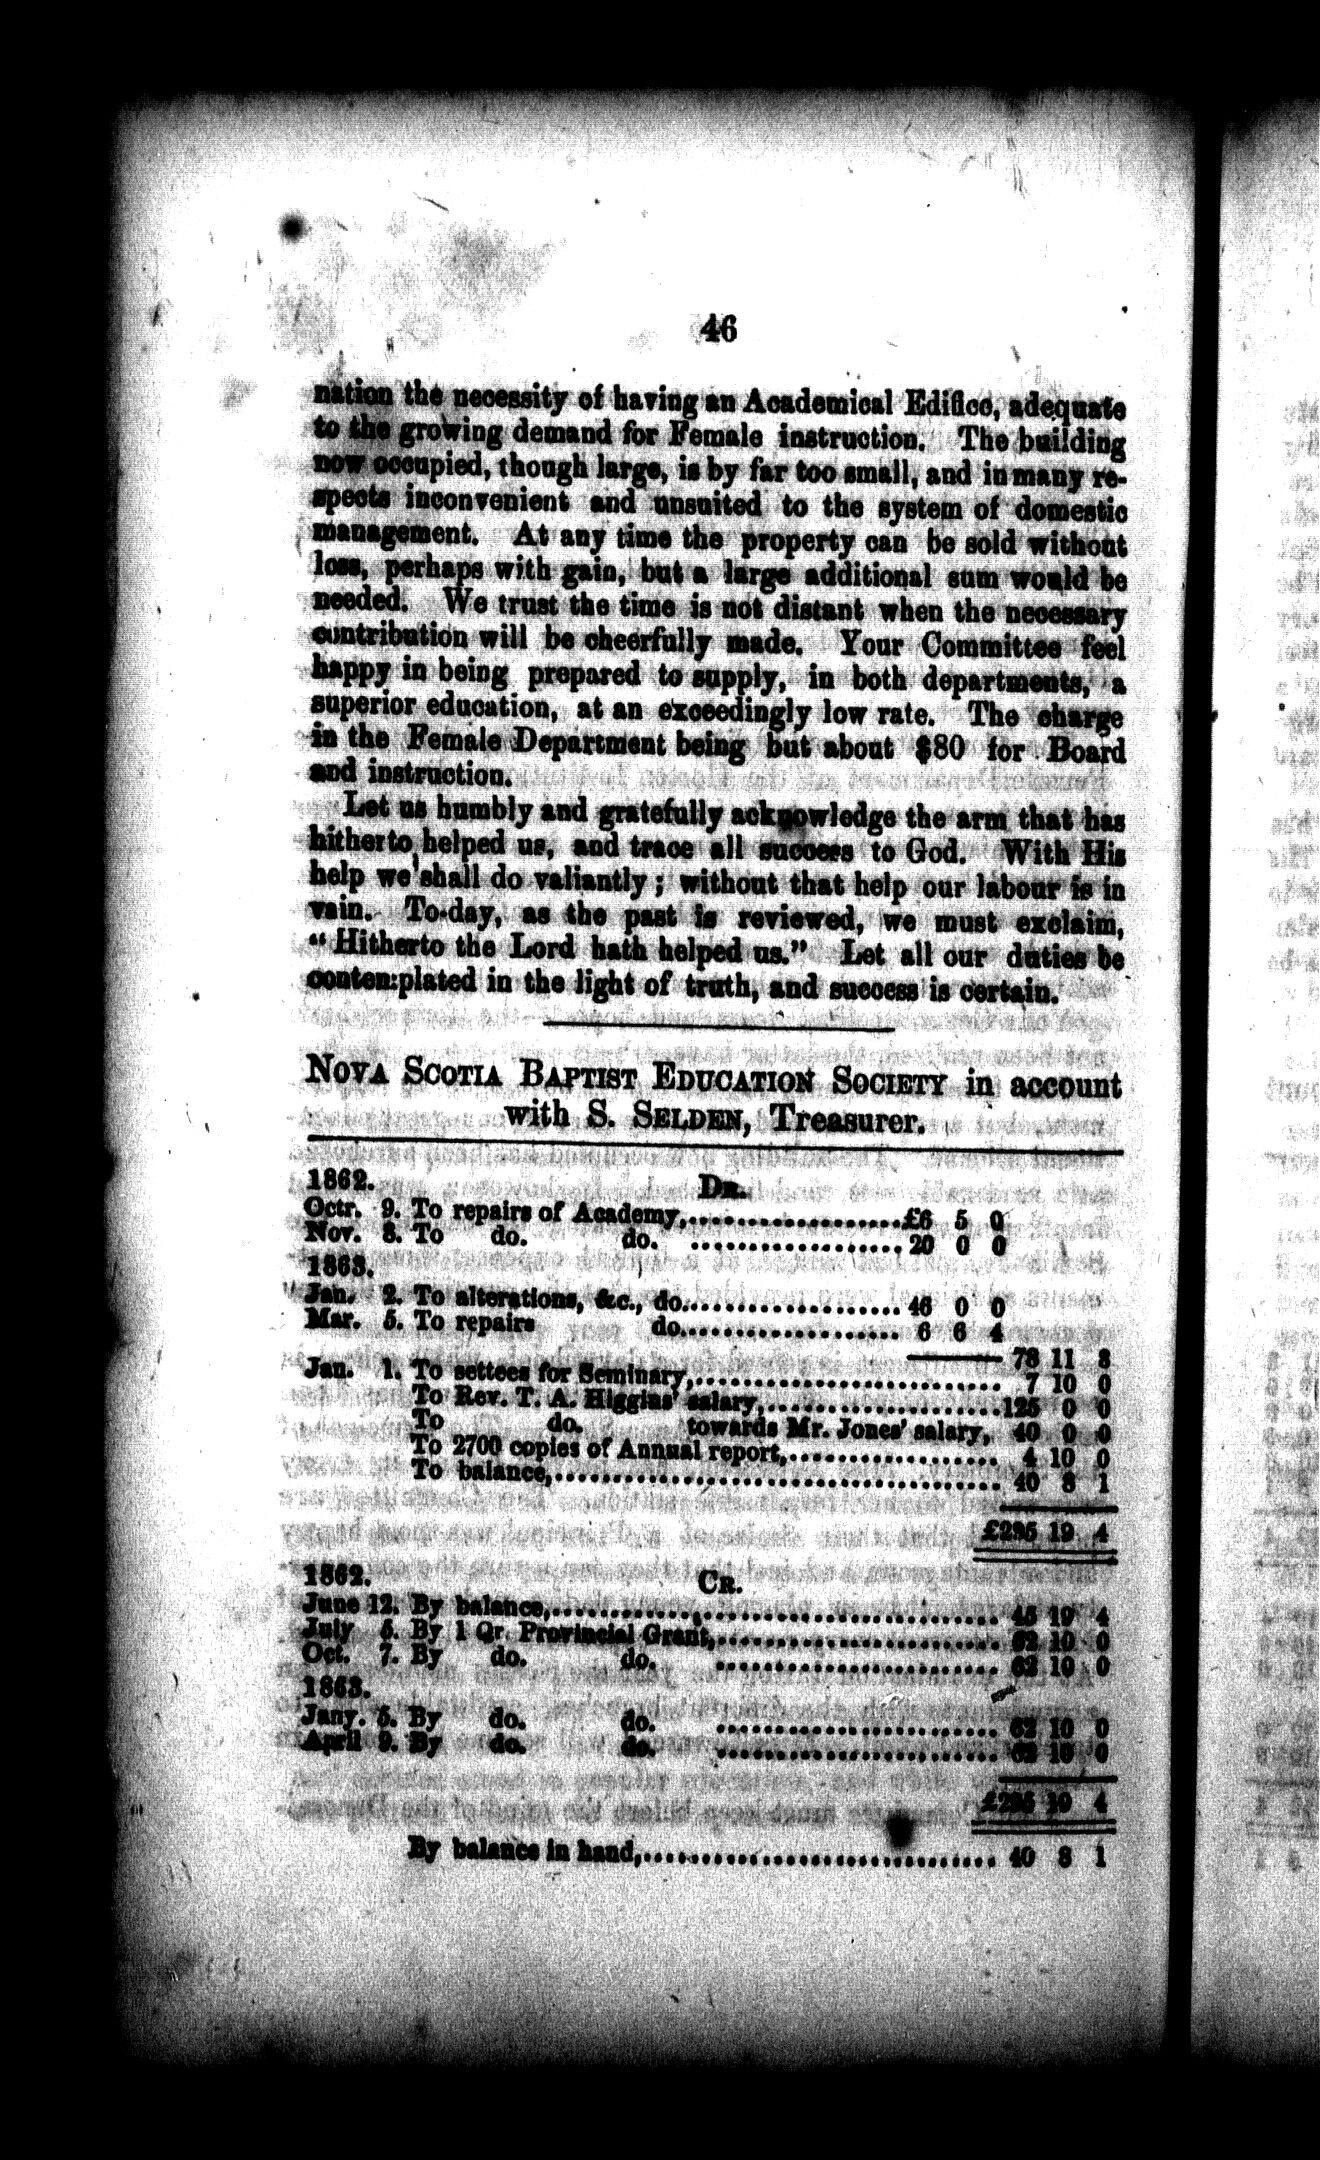 46
nation the necessity of having an Academical Edifice, adequate
to the growing demand for Female instruction. The building
now occupied, though large, is by far too small, and in many re-
spects inconvenient and unsuited to the system of domestic
management. At any time the property can be sold without
loss, perhaps with gain, but a large additional sum would be
needed. We trust the time is not distant when the necessary
contribution will be cheerfully made. Your Committee feel
happy in being prepared to supply, in both departments, a
superior education, at an exceedingly low rate. The charge
in the Female Department being but about $80 for Board
and instruction.
Let us humbly and gratefully acknowledge the arm that has
hitherto helped us, and trace all success to God. With His
help we shall do valiantly; without that help our labour is in
vain. To-day, as the past is reviewed, we must exclaim,
"Hitherto the Lord hath helped us." Let all our duties be
contemplated in the light of truth, and success is certain.
NOVA SCOTIA BAPTIST EDUCATION SOCIETY in account
with S. SELDEN, Treasurer.
1862. DR.
Octr. 9. To repairs of Academy,..................£6 5 0
Nov. 8. To do. do. ..................20 0 0
1863.
Jan. 2. To alterations, &c., do...................46 0 0
Mar. 5. To repairs do................... 6 6 4
78 11 8
Jan. 1. To settees for Seminary,.......................... 7 10 0
To Rev. T. A. Higgins' salary,....................125 0 0
To do. towards Mr. Jones' salary, 40 0 0
To 2700 copies of Annual report,.................. 4 10 0
To balance,...................................... 40 8 1
£295 19 4
1862. CR.
June 12. By balance,...................................... 45 19 4
July 5. By 1 Qr. Provincial Grant,........................ 62 10 0
Oct. 7. By do. do. ........................ 62 10 0
1863.
Jany. 5. By do. do. ........................ 62 10 0
April 9. By do. do. ........................ 62 10 0
£295 19 4
By balance in hand,.............................. 40 8 1